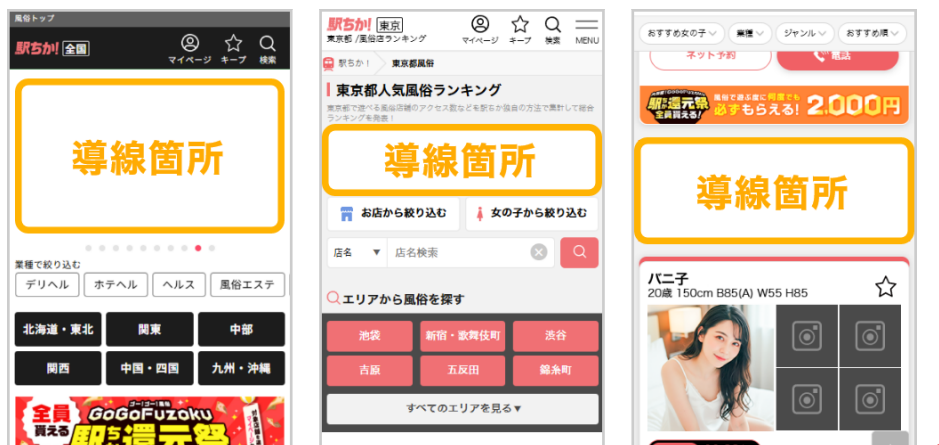 風俗トップ
駅ちか! 全国
マイページ キープ 検索
導線箇所
業種で絞り込む
デリヘル ホテヘル ヘルス 風俗エステ
北海道・東北 関東 中部
関西 中国・四国 九州・沖縄
全員 GoGoFuzoku
貰える 駅ち還元祭
駅ちか! 東京
東京都 /風俗店ランキング
マイページ キープ 検索 MENU
駅ちか! 東京都風俗
東京都人気風俗ランキング
東京都で遊べる風俗店舗のアクセス数などを駅ちか独自の方法で集計して総合
ランキングを発表!
導線箇所
お店から絞り込む 女の子から絞り込む
店名 ▼ 店名検索
エリアから風俗を探す
池袋 新宿・歌舞伎町 渋谷
吉原 五反田 錦糸町
すべてのエリアを見る▼
おすすめ女の子 業種 ジャンル おすすめ順
ネット予約 電話
駅ち還元祭
全員貰える!
風俗で遊ぶ度に何度でも
必ずもらえる! 2,000円
導線箇所
バニ子
20歳 150cm B85(A) W55 H85